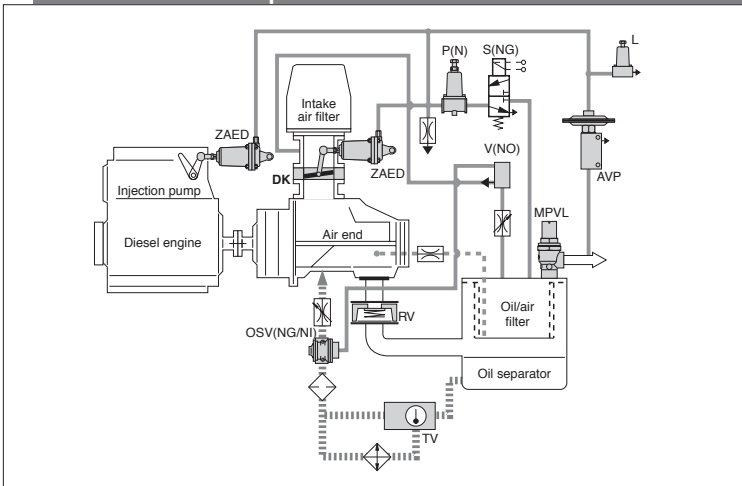 L
P(N)
S(NG)
Intake
air filter
ZAED
ZAED
V(NO)
AVP
DK
Injection pump
MPVL
Diesel engine
Air end
Oil/air
filter
RV
OSV(NG/NI)
Oil separator
TV